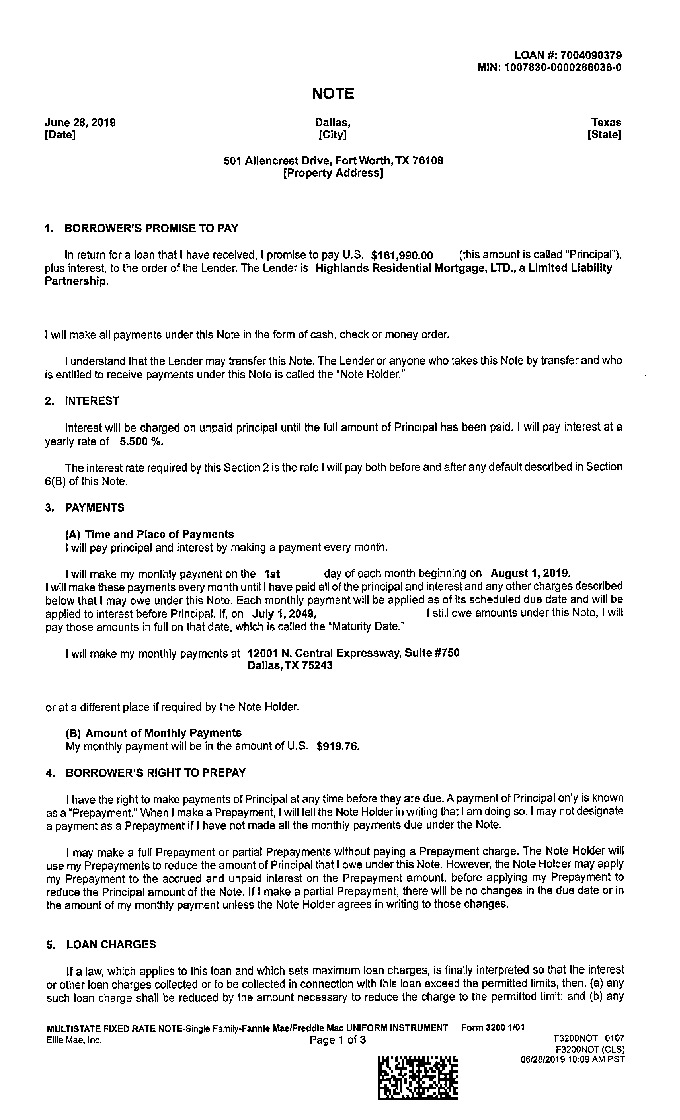 LOAN #: 7004090379
MIN: 1007830-0000288036-0
NOTE
June 28, 2019 Dallas, Texas
[Date] [City] [State]
501 Allencrest Drive, Fort Worth, TX 76108
[Property Address]
1. BORROWER'S PROMISE TO PAY
In return for a loan that I have received, I promise to pay U.S. $161,990.00 (this amount is called "Principal"),
plus interest, to the order of the Lender. The Lender is Highlands Residential Mortgage, LTD., a Limited Liability
Partnership.
I will make all payments under this Note in the form of cash, check or money order.
I understand that the Lender may transfer this Note. The Lender or anyone who takes this Note by transfer and who
is entitled to receive payments under this Note is called the "Note Holder."
2. INTEREST
Interest will be charged on unpaid principal until the full amount of Principal has been paid. I will pay interest at a
yearly rate of 5.500 %.
The interest rate required by this Section 2 is the rate I will pay both before and after any default described in Section
6(B) of this Note.
3. PAYMENTS
(A) Time and Place of Payments
I will pay principal and interest by making a payment every month.
I will make my monthly payment on the 1st day of each month beginning on August 1, 2019.
I will make these payments every month until I have paid all of the principal and interest and any other charges described
below that I may owe under this Note. Each monthly payment will be applied as of its scheduled due date and will be
applied to interest before Principal. If, on July 1, 2049, I still owe amounts under this Note, I will
pay those amounts in full on that date, which is called the "Maturity Date."
I will make my monthly payments at 12001 N. Central Expressway, Suite #750
Dallas, TX 75243
or at a different place if required by the Note Holder.
(B) Amount of Monthly Payments
My monthly payment will be in the amount of U.S. $919.76.
4. BORROWER'S RIGHT TO PREPAY
I have the right to make payments of Principal at any time before they are due. A payment of Principal only is known
as a "Prepayment." When I make a Prepayment, I will tell the Note Holder in writing that I am doing so. I may not designate
a payment as a Prepayment if I have not made all the monthly payments due under the Note.
I may make a full Prepayment or partial Prepayments without paying a Prepayment charge. The Note Holder will
use my Prepayments to reduce the amount of Principal that I owe under this Note. However, the Note Holder may apply
my Prepayment to the accrued and unpaid interest on the Prepayment amount, before applying my Prepayment to
reduce the Principal amount of the Note. If I make a partial Prepayment, there will be no changes in the due date or in
the amount of my monthly payment unless the Note Holder agrees in writing to those changes.
5. LOAN CHARGES
If a law, which applies to this loan and which sets maximum loan charges, is finally interpreted so that the interest
or other loan charges collected or to be collected in connection with this loan exceed the permitted limits, then: (a) any
such loan charge shall be reduced by the amount necessary to reduce the charge to the permitted limit; and (b) any
MULTISTATE FIXED RATE NOTE-Single Family-Fannie Mae/Freddie Mac UNIFORM INSTRUMENT Form 3200 1/01
Ellie Mae, Inc. Page 1 of 3 F3200NOT 0107
F3200NOT (CLS)
06/28/2019 10:09 AM PST